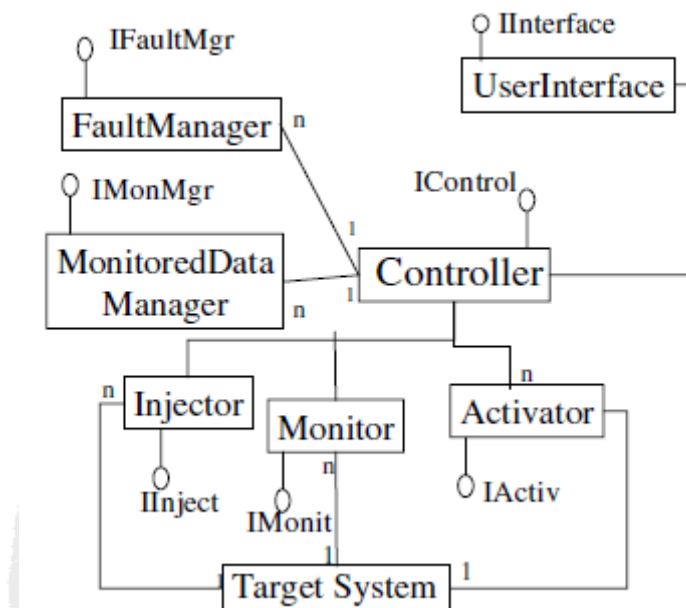 IFaultMgr
IInterface
FaultManager
n
UserInterface
IMonMgr
IControl
1
MonitoredData
Manager
1
n
Controller
n
Injector
Monitor
n
n
Activator
IInject
IMonit
IActiv
1
1
1
Target System